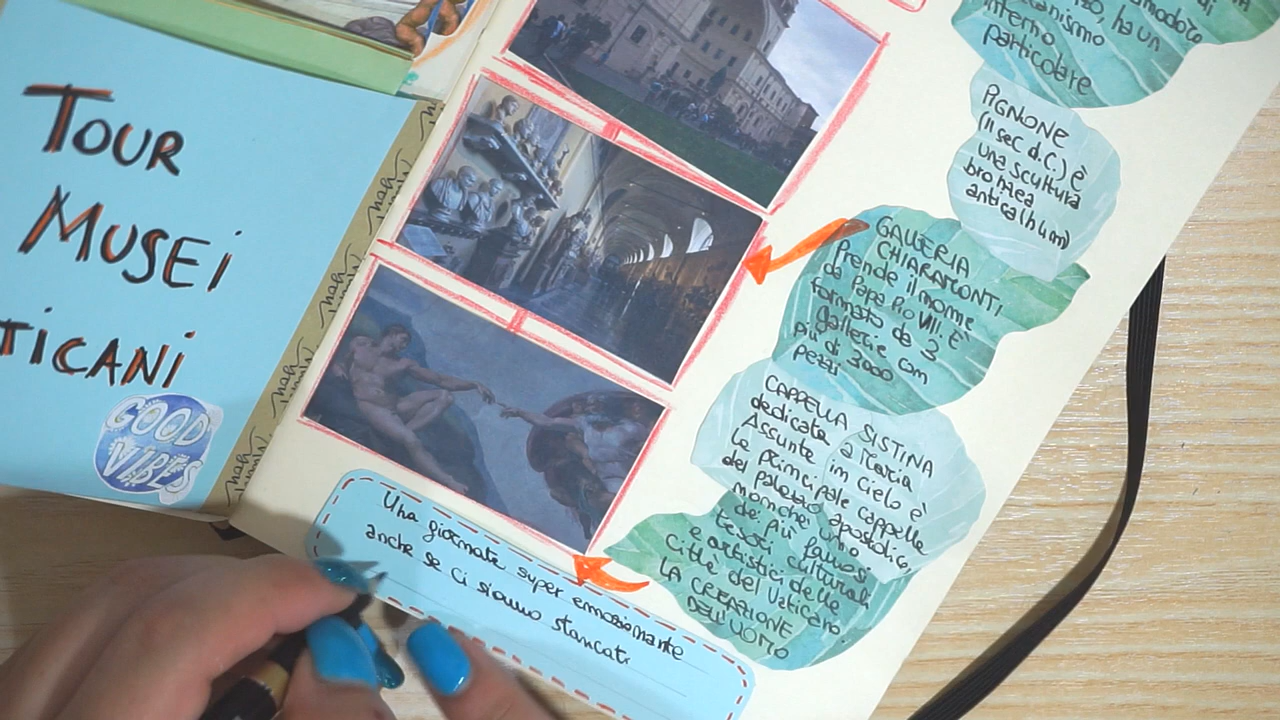 TOUR
MUSEI
TICANI
GOOD
VIBES
ha un
interno
particolare
PIGNONE
(II sec d.C.) è
una scultura
bronzea
antica (h 4m)
GALLERIA
CHIARAMONTI
Prende il nome
da Papa Pio VIII. È
formato da 3
gallerie con
più di 3000
pezzi
CAPPELLA SISTINA
dedicata a Maria
Assunta in Cielo è
la principale cappella
del palazzo apostolico,
nonché uno
dei più famosi
tesori culturali
e artistici della
Città del Vaticano.
LA CREAZIONE
DELL'UOMO
Una giornata super emozionante
anche se ci siamo stancati